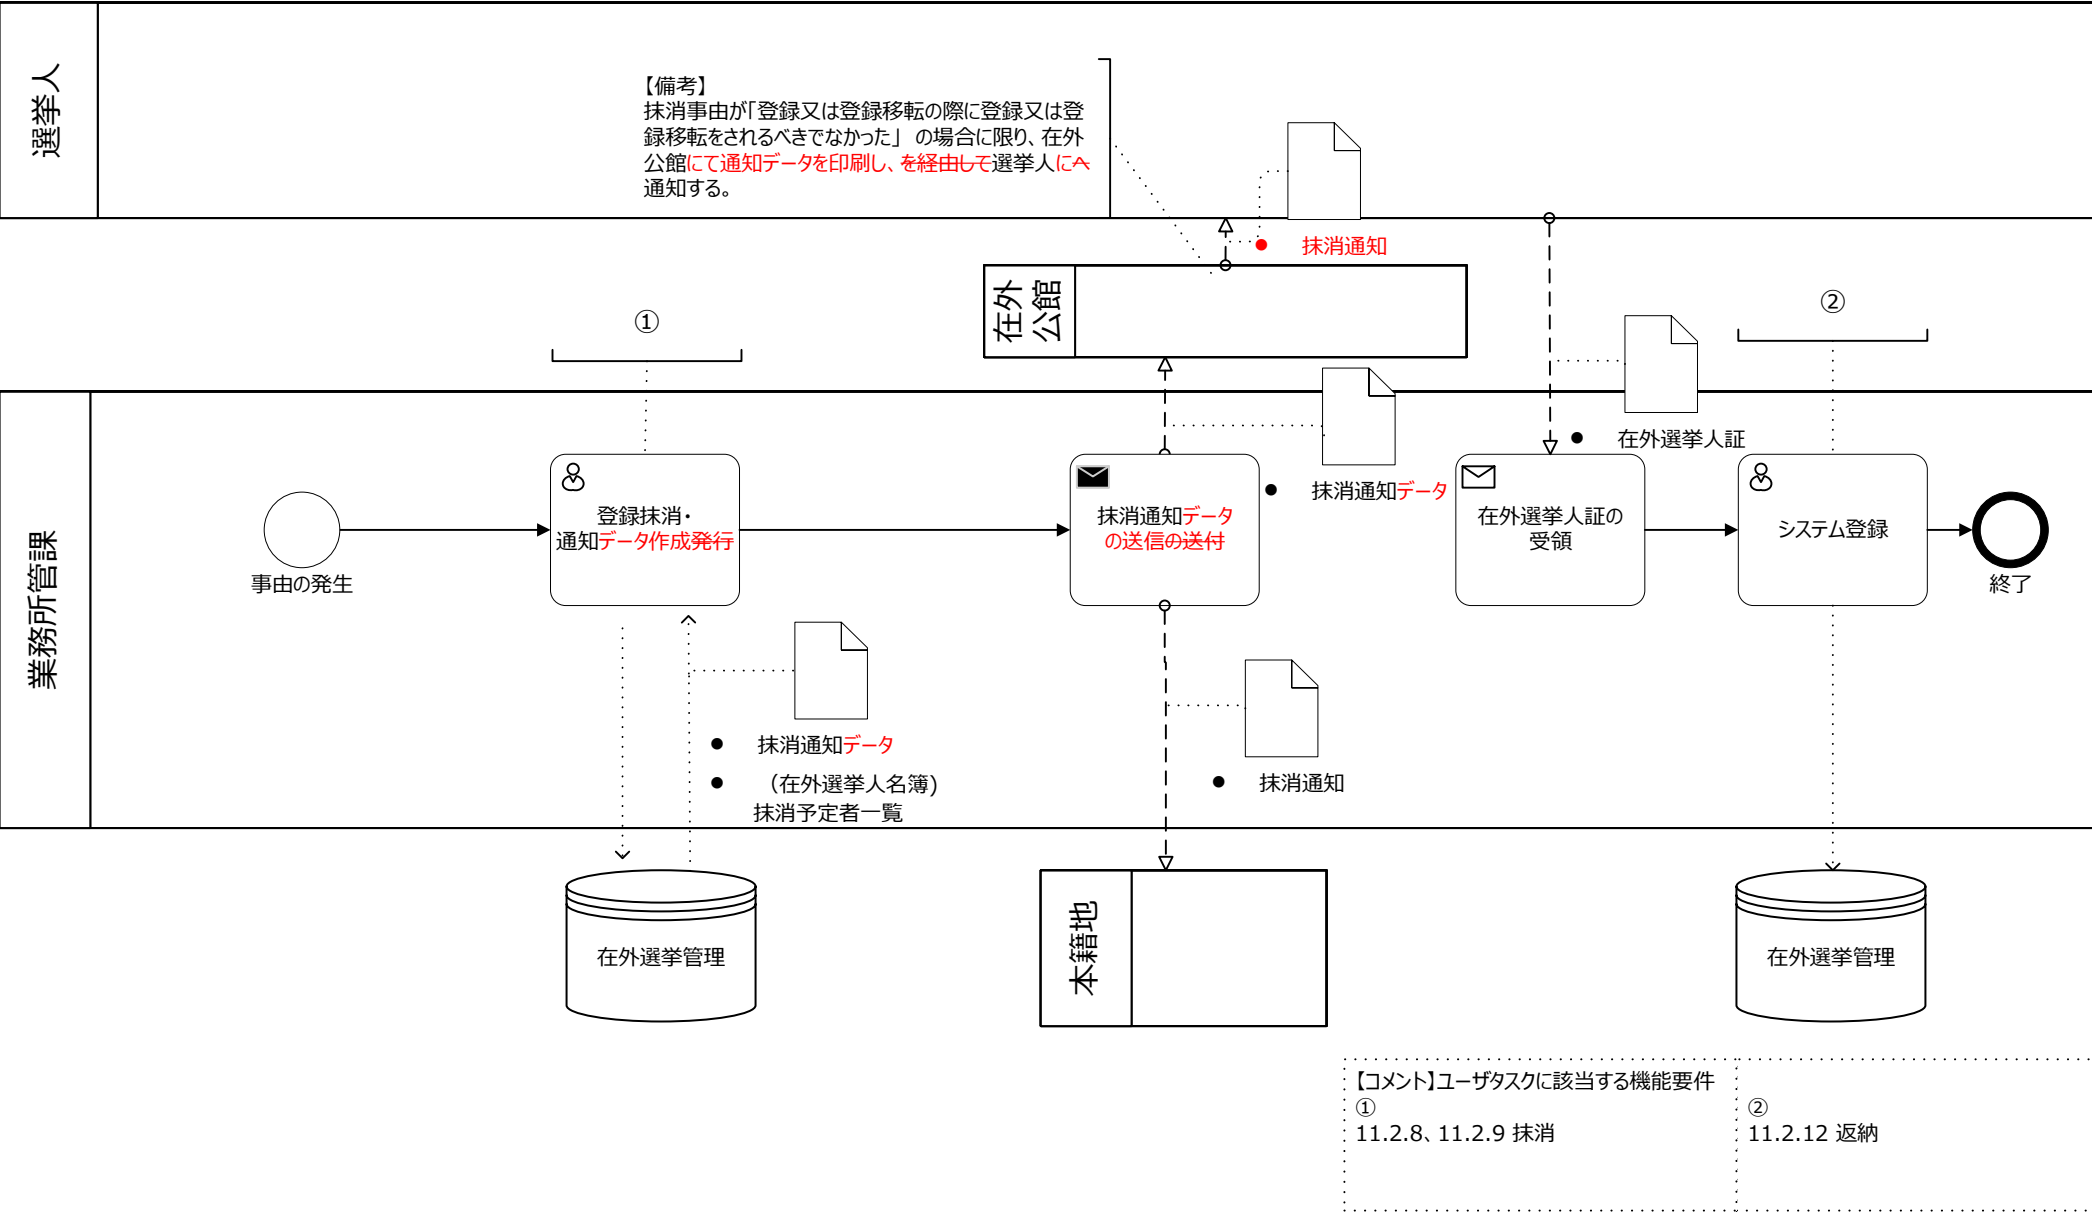 選挙人
【備考】
抹消事由が「登録又は登録移転の際に登録又は登
録移転をされるべきでなかった」 の場合に限り、在外
公館にて通知データを印刷し、を経由して選挙人にへ
通知する。
抹消通知
在外
公館
①
②
在外選挙人証
抹消通知データ
業務所管課
事由の発生
登録抹消・
通知データ作成発行
抹消通知データ
の送信の送付
在外選挙人証の
受領
システム登録
終了
抹消通知データ
（在外選挙人名簿)
抹消予定者一覧
抹消通知
在外選挙管理
本籍地
在外選挙管理
【コメント】ユーザタスクに該当する機能要件
①
11.2.8、11.2.9 抹消
②
11.2.12 返納